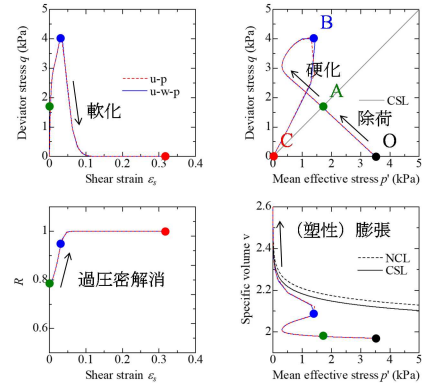 Deviator stress q (kPa)
5
4
3
2
1
0
0
0.1
0.2
0.3
0.4
Shear strain εs
u-p
u-w-p
軟化
Deviator stress q (kPa)
5
4
3
2
1
0
0
1
2
3
4
5
Mean effective stress p' (kPa)
B
硬化
A
CSL
除荷
C
O
R
1
0.8
0.6
0
0.1
0.2
0.3
0.4
Shear strain εs
過圧密解消
Specific volume v
2.6
2.4
2.2
2
0
1
2
3
4
5
Mean effective stress p' (kPa)
(塑性) 膨張
NCL
CSL